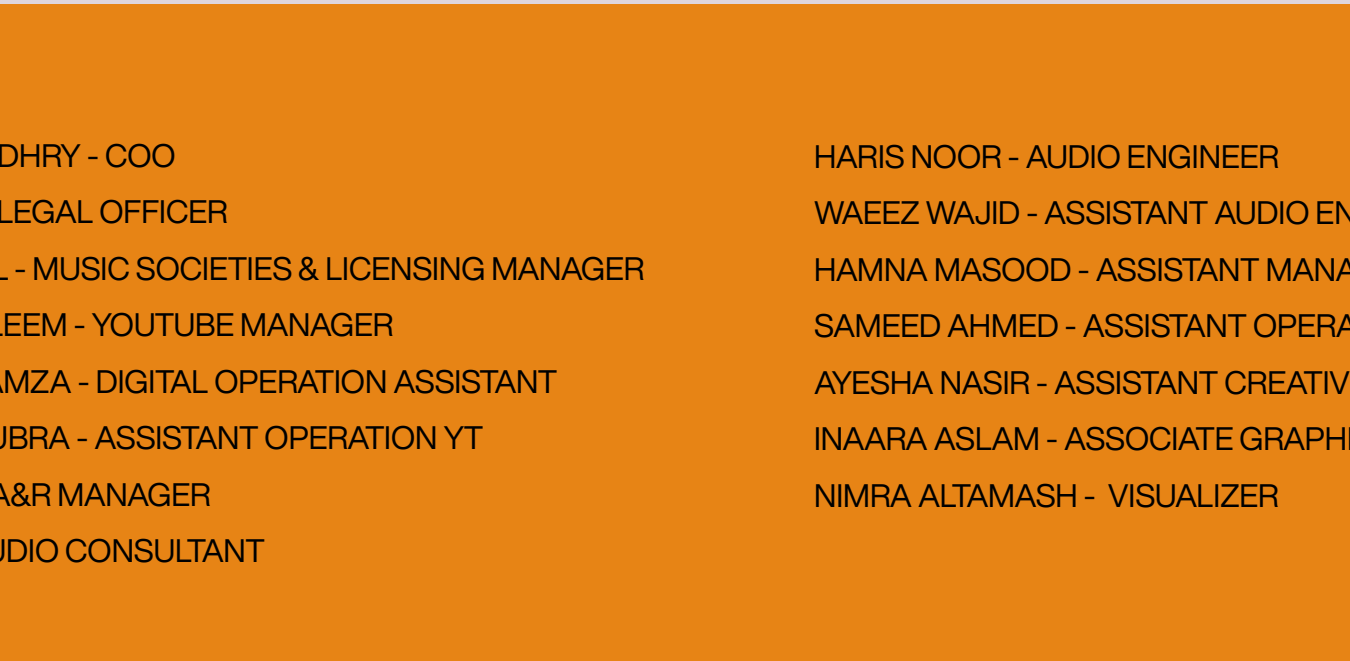 DHRY - COO
LEGAL OFFICER
L - MUSIC SOCIETIES & LICENSING MANAGER
LEEM - YOUTUBE MANAGER
AMZA - DIGITAL OPERATION ASSISTANT
UBRA - ASSISTANT OPERATION YT
A&R MANAGER
UDIO CONSULTANT
HARIS NOOR - AUDIO ENGINEER
WAEEZ WAJID - ASSISTANT AUDIO EN
HAMNA MASOOD - ASSISTANT MANA
SAMEED AHMED - ASSISTANT OPERA
AYESHA NASIR - ASSISTANT CREATIV
INAARA ASLAM - ASSOCIATE GRAPHI
NIMRA ALTAMASH - VISUALIZER